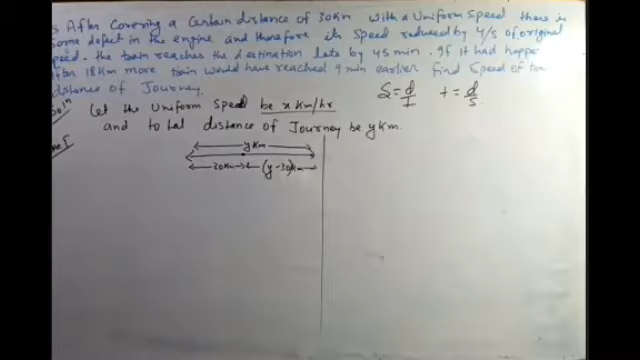 After Covering a Certain distance of 30Km with a Uniform Speed there is
some defect in the engine and therefore its Speed reduced by 4/5 of original
speed. the train reaches the destination late by 45 min. If it had happe
after 18Km more train would have reached 9 min earlier find Speed of tra
distance of Journey.
S = d/T t = d/S
Soln Let the Uniform Speed be x km/hr
and total distance of Journey be y Km.
y Km
30Km (y-30)km